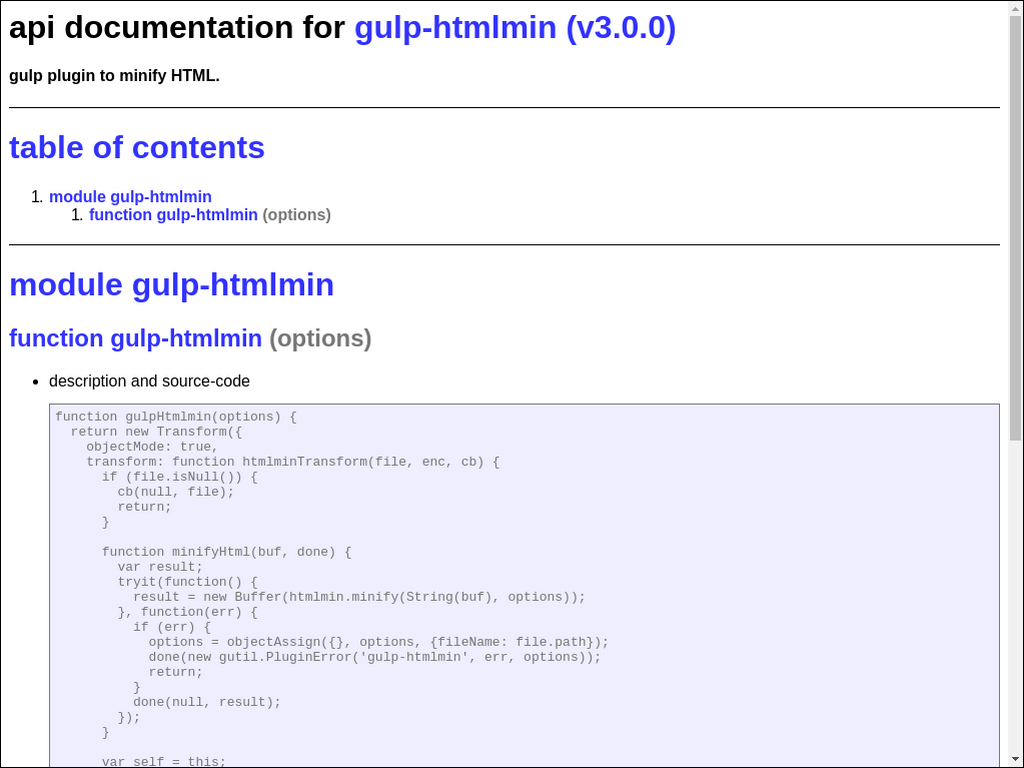 api documentation for gulp-htmlmin (v3.0.0)
gulp plugin to minify HTML.
table of contents
1. module gulp-htmlmin
1. function gulp-htmlmin (options)
module gulp-htmlmin
function gulp-htmlmin (options)
• description and source-code
function gulpHtmlmin(options) {
  return new Transform({
    objectMode: true,
    transform: function htmlminTransform(file, enc, cb) {
      if (file.isNull()) {
        cb(null, file);
        return;
      }

      function minifyHtml(buf, done) {
        var result;
        tryit(function() {
          result = new Buffer(htmlmin.minify(String(buf), options));
        }, function(err) {
          if (err) {
            options = objectAssign({}, options, {fileName: file.path});
            done(new gutil.PluginError('gulp-htmlmin', err, options));
            return;
          }
          done(null, result);
        });
      }

      var self = this;